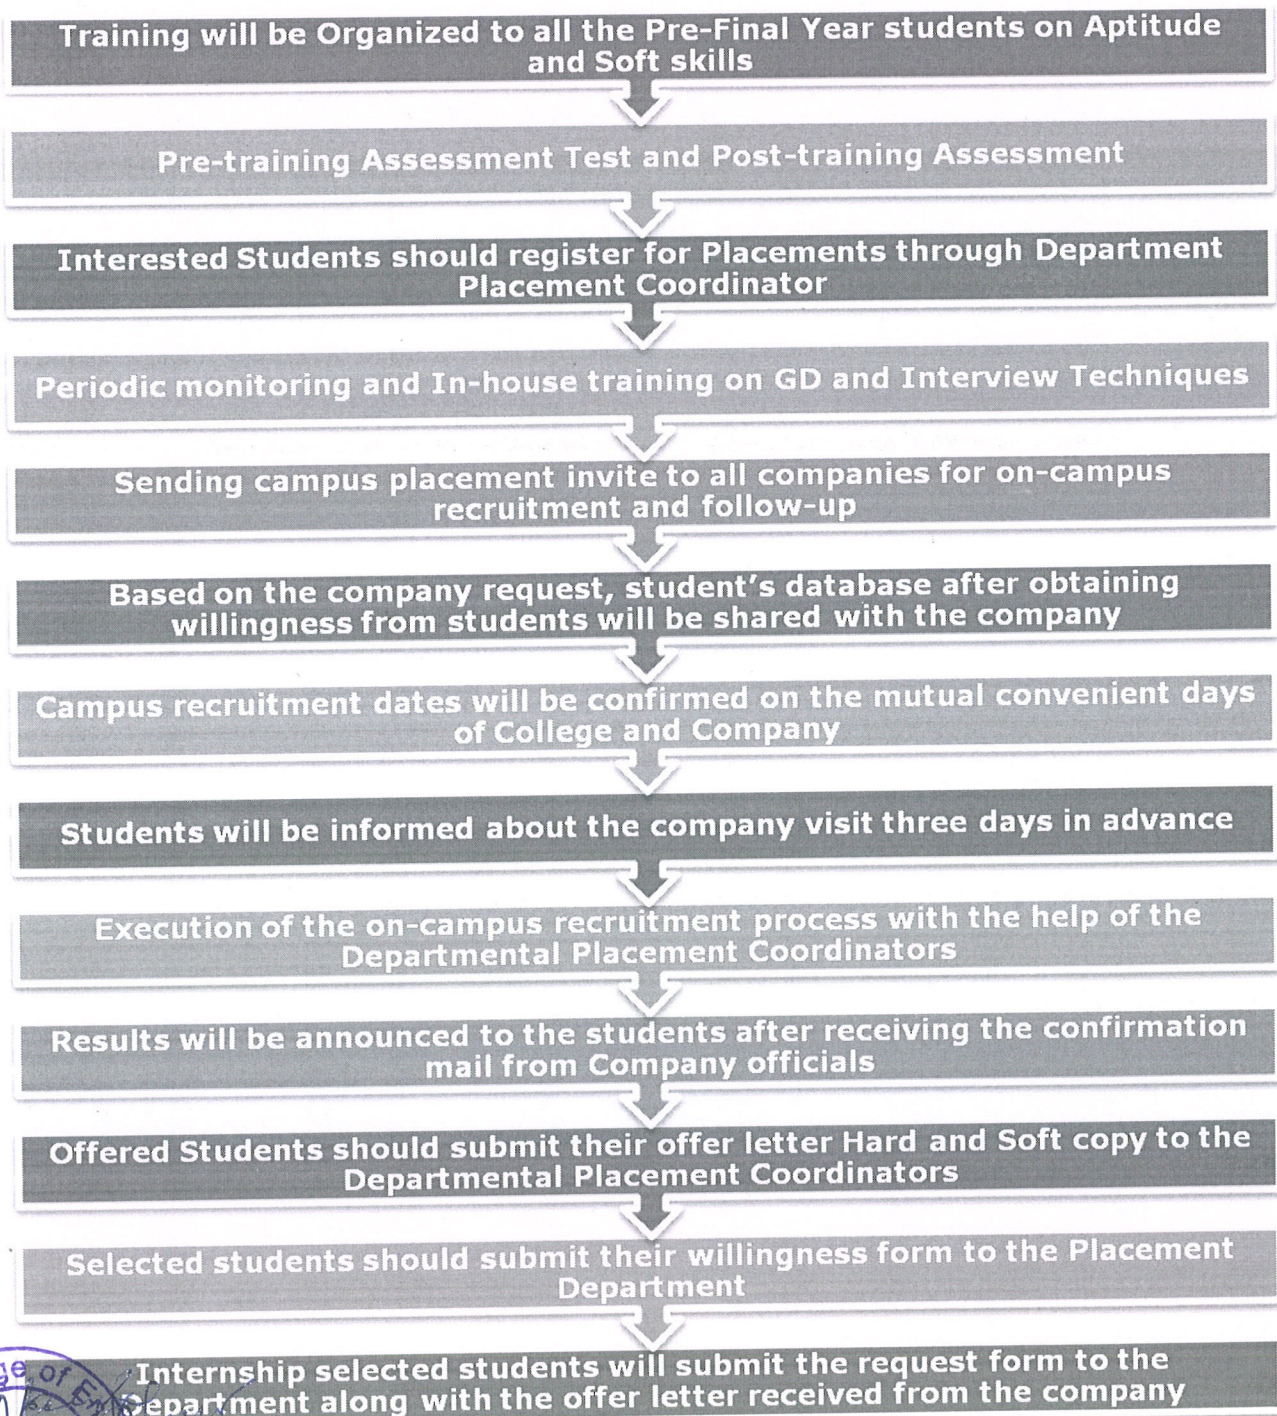 Training will be Organized to all the Pre-Final Year students on Aptitude
and Soft skills
Pre-training Assessment Test and Post-training Assessment
Interested Students should register for Placements through Department
Placement Coordinator
Periodic monitoring and In-house training on GD and Interview Techniques
Sending campus placement invite to all companies for on-campus
recruitment and follow-up
Based on the company request, student's database after obtaining
willingness from students will be shared with the company
Campus recruitment dates will be confirmed on the mutual convenient days
of College and Company
Students will be informed about the company visit three days in advance
Execution of the on-campus recruitment process with the help of the
Departmental Placement Coordinators
Results will be announced to the students after receiving the confirmation
mail from Company officials
Offered Students should submit their offer letter Hard and Soft copy to the
Departmental Placement Coordinators
Selected students should submit their willingness form to the Placement
Department
Internship selected students will submit the request form to the
Department along with the offer letter received from the company
of